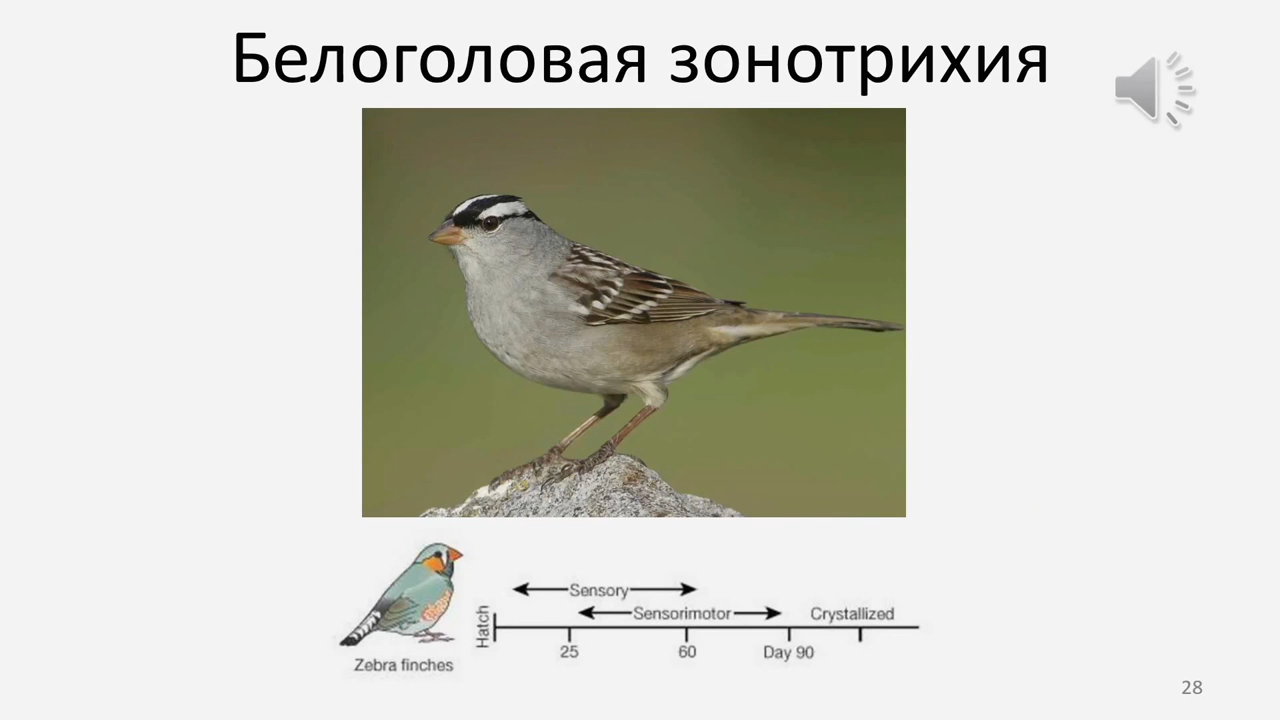 Белоголовая зонотрихия
Sensory
Sensorimotor
Crystallized
Hatch
25
60
Day 90
Zebra finches
28